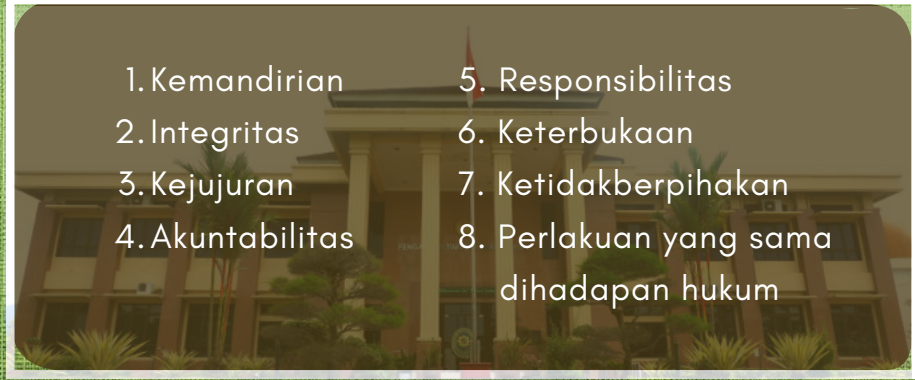 1. Kemandirian
2. Integritas
3. Kejujuran
4. Akuntabilitas
5. Responsibilitas
6. Keterbukaan
7. Ketidakberpihakan
8. Perlakuan yang sama
dihadapan hukum